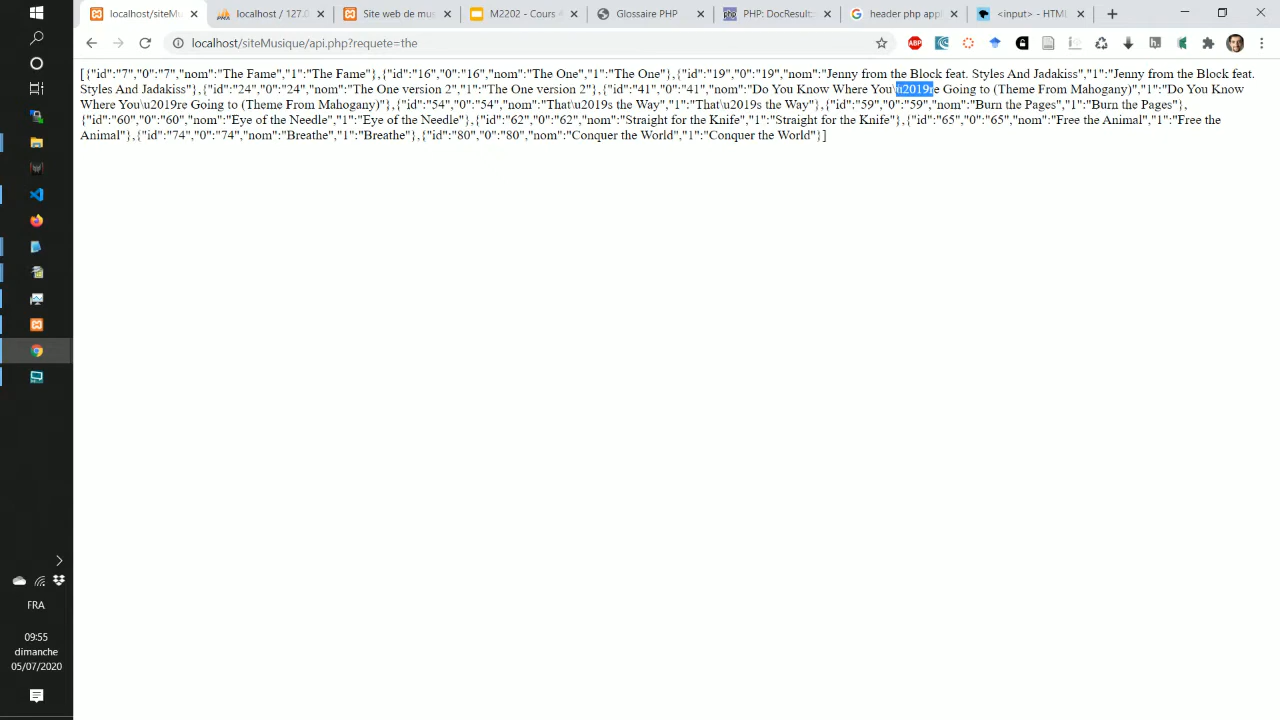 localhost/siteMu
localhost / 127.0
Site web de mus
M2202 - Cours 4
Glossaire PHP
PHP: DocResults
header php appl
<input> - HTML
localhost/siteMusique/api.php?requete=the
[{"id":"7","0":"7","nom":"The Fame","1":"The Fame"},{"id":"16","0":"16","nom":"The One","1":"The One"},{"id":"19","0":"19","nom":"Jenny from the Block feat. Styles And Jadakiss","1":"Jenny from the Block feat.
Styles And Jadakiss"},{"id":"24","0":"24","nom":"The One version 2","1":"The One version 2"},{"id":"41","0":"41","nom":"Do You Know Where You\u2019re Going to (Theme From Mahogany)","1":"Do You Know
Where You\u2019re Going to (Theme From Mahogany)"},{"id":"54","0":"54","nom":"That\u2019s the Way","1":"That\u2019s the Way"},{"id":"59","0":"59","nom":"Burn the Pages","1":"Burn the Pages"},
{"id":"60","0":"60","nom":"Eye of the Needle","1":"Eye of the Needle"},{"id":"62","0":"62","nom":"Straight for the Knife","1":"Straight for the Knife"},{"id":"65","0":"65","nom":"Free the Animal","1":"Free the
Animal"},{"id":"74","0":"74","nom":"Breathe","1":"Breathe"},{"id":"80","0":"80","nom":"Conquer the World","1":"Conquer the World"}]
FRA
09:55
dimanche
05/07/2020